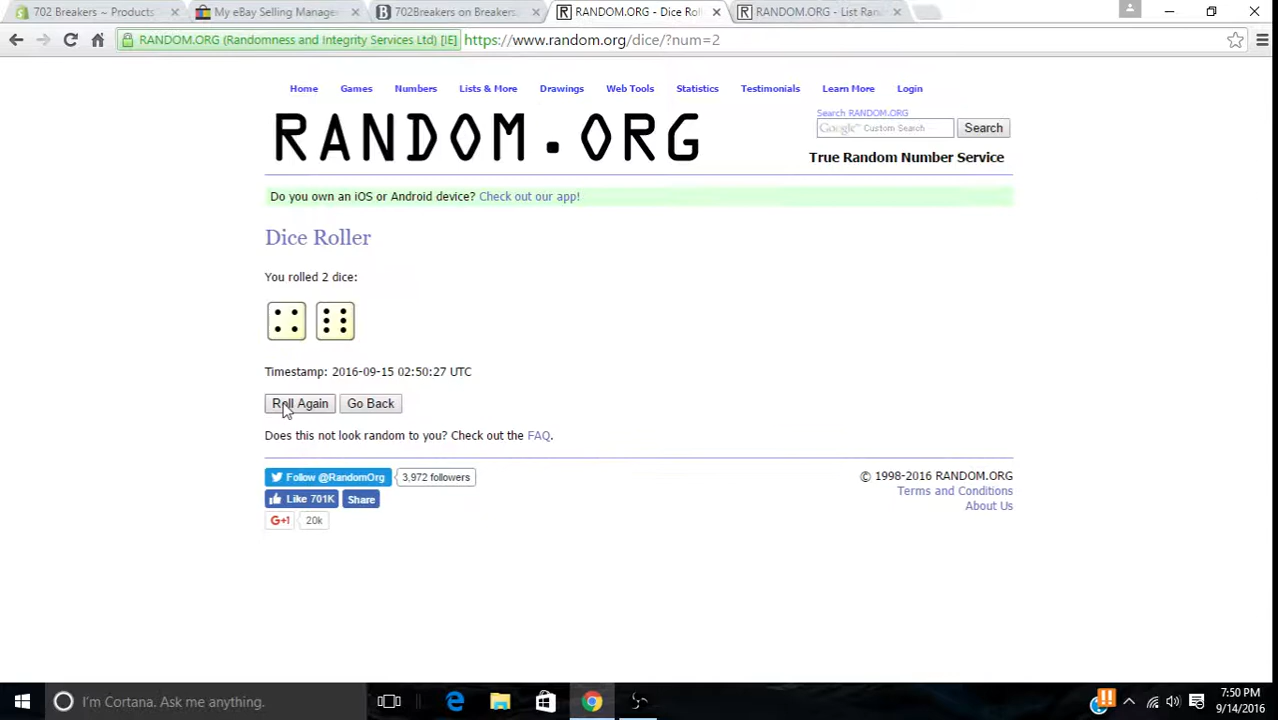 702 Breakers ~ Products
My eBay Selling Manage
702Breakers on Breakers
RANDOM.ORG - Dice Rol
RANDOM.ORG - List Ran
RANDOM.ORG (Randomness and Integrity Services Ltd) [IE] https://www.random.org/dice/?num=2
Home Games Numbers Lists & More Drawings Web Tools Statistics Testimonials Learn More Login
RANDOM.ORG
Search RANDOM.ORG
Google Custom Search Search
True Random Number Service
Do you own an iOS or Android device? Check out our app!
Dice Roller
You rolled 2 dice:
Timestamp: 2016-09-15 02:50:27 UTC
Roll Again Go Back
Does this not look random to you? Check out the FAQ.
Follow @RandomOrg 3,972 followers
Like 701K Share
G+1 20k
© 1998-2016 RANDOM.ORG
Terms and Conditions
About Us
I'm Cortana. Ask me anything.
7:50 PM
9/14/2016